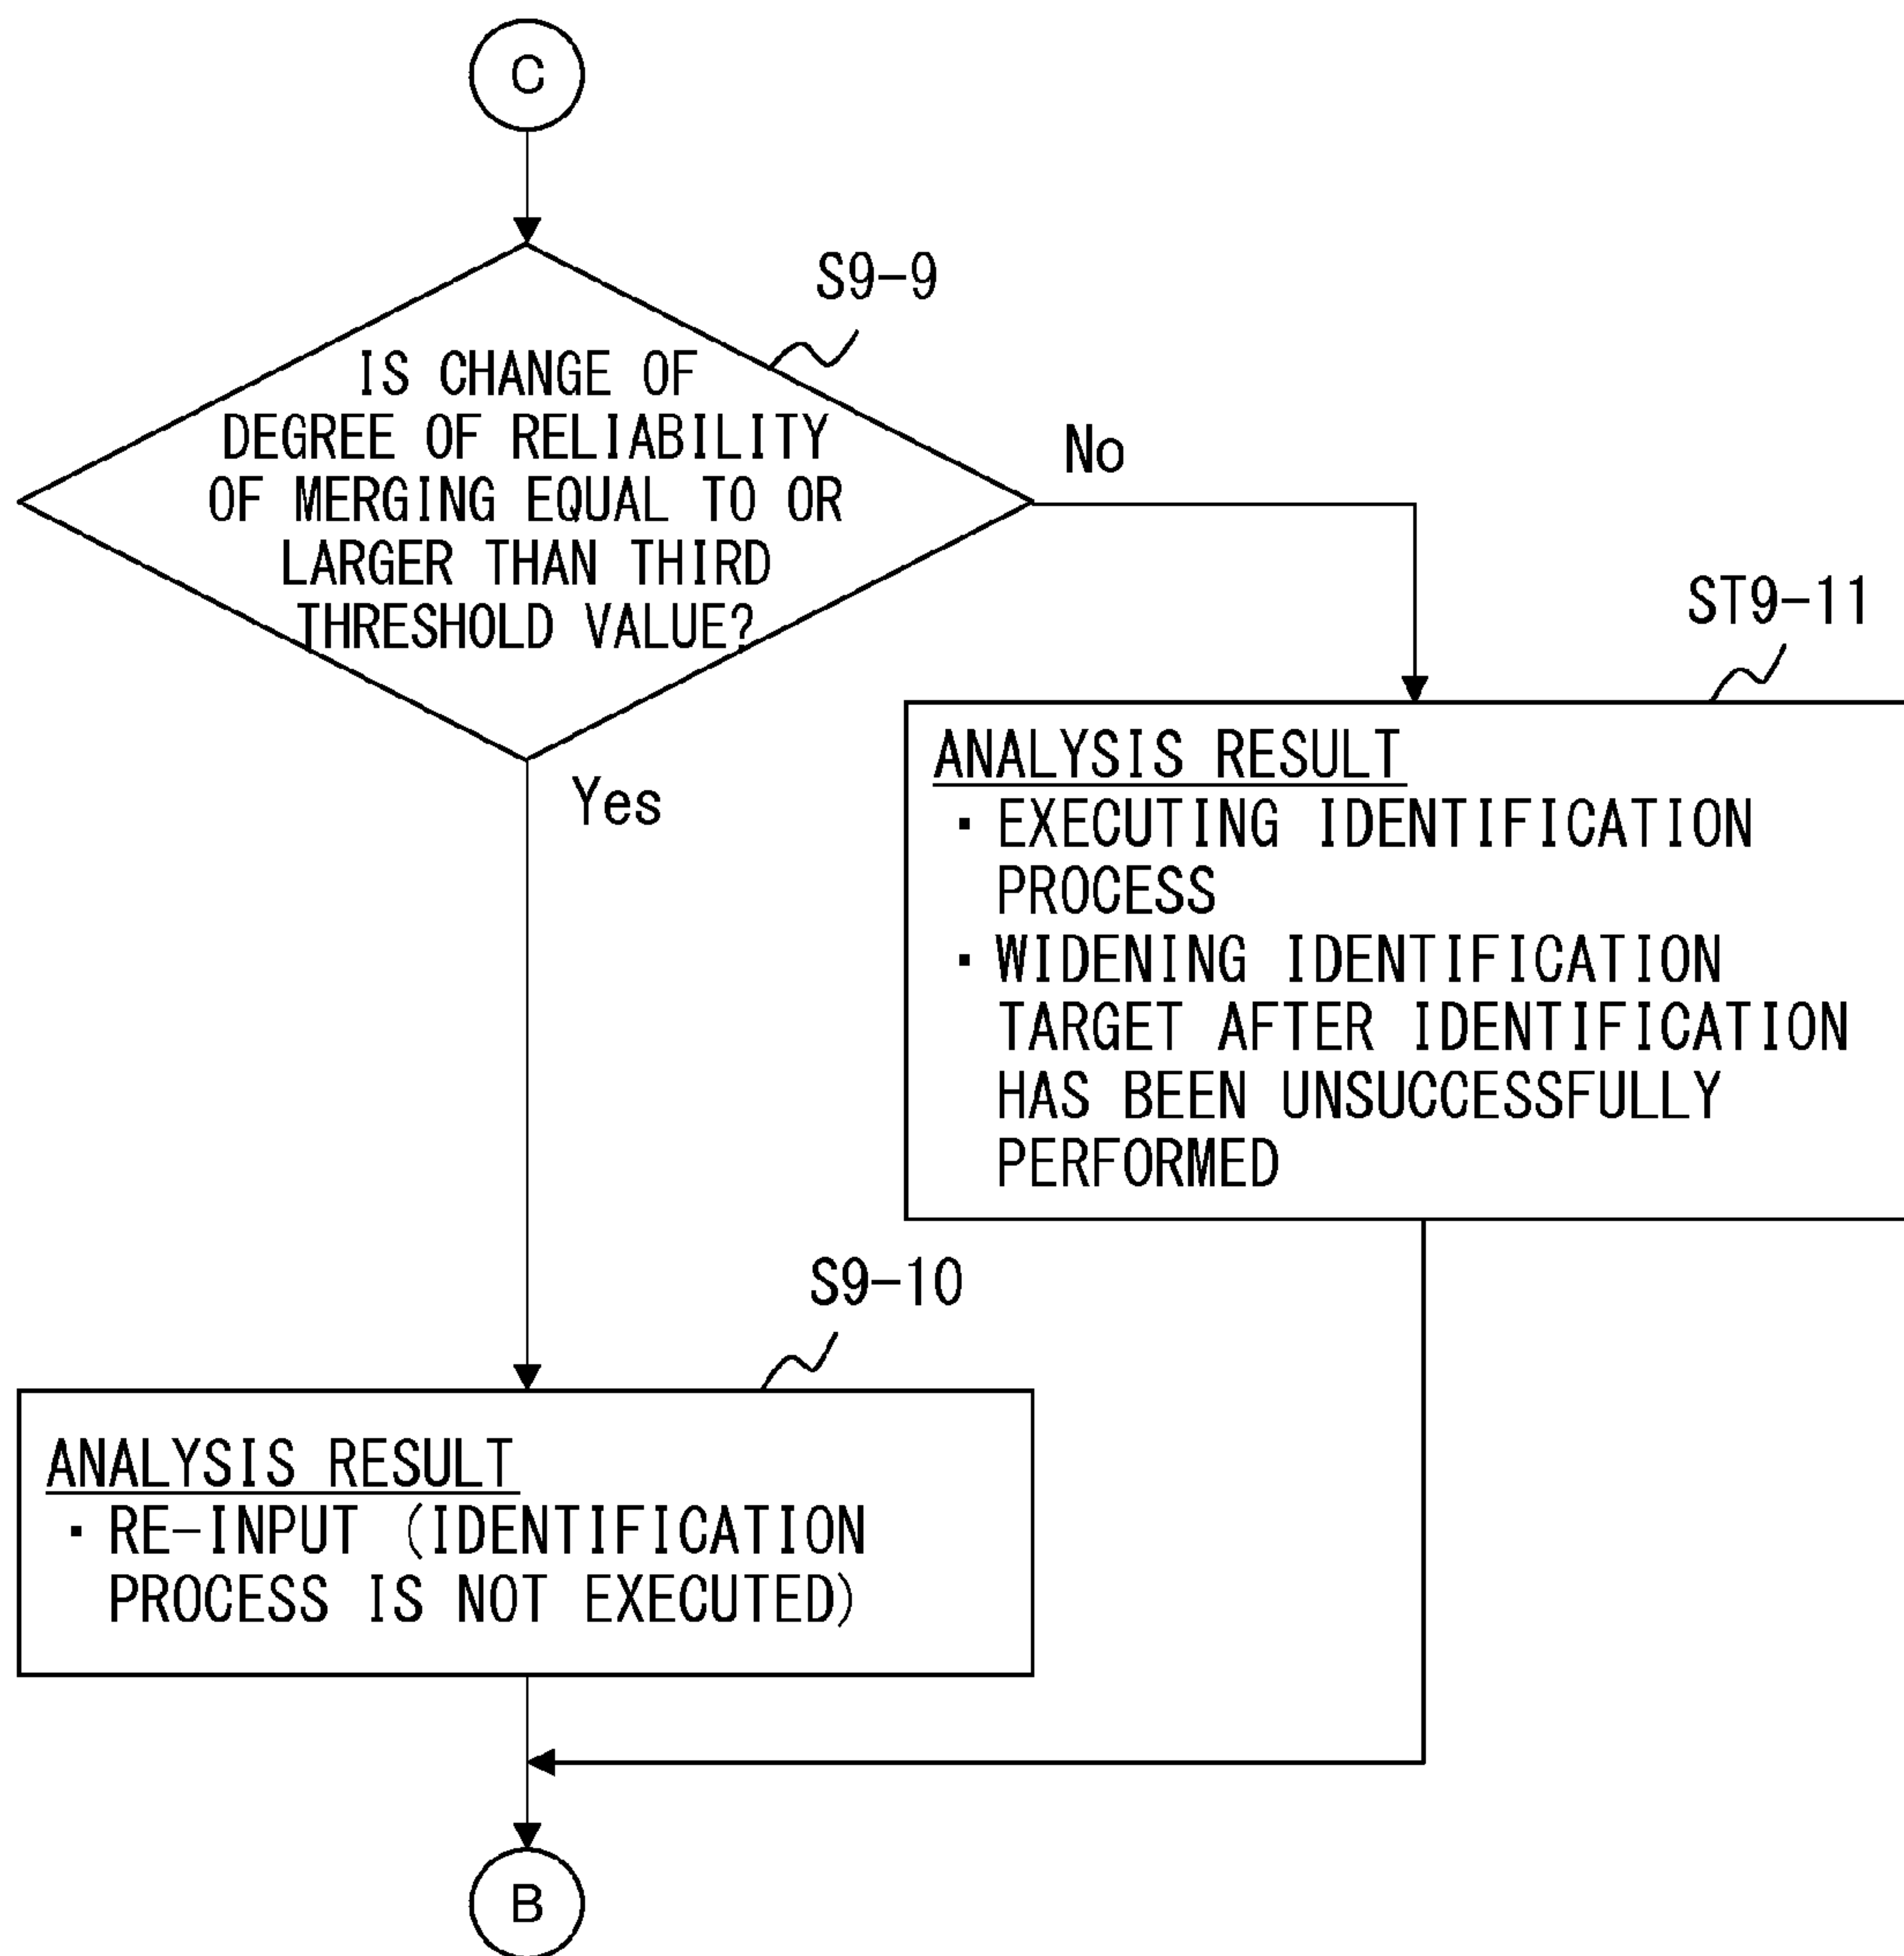 C
S9-9
IS CHANGE OF
DEGREE OF RELIABILITY
OF MERGING EQUAL TO OR
LARGER THAN THIRD
THRESHOLD VALUE?
No
Yes
ST9-11
ANALYSIS RESULT
・EXECUTING IDENTIFICATION
PROCESS
・WIDENING IDENTIFICATION
TARGET AFTER IDENTIFICATION
HAS BEEN UNSUCCESSFULLY
PERFORMED
S9-10
ANALYSIS RESULT
・RE-INPUT (IDENTIFICATION
PROCESS IS NOT EXECUTED)
B